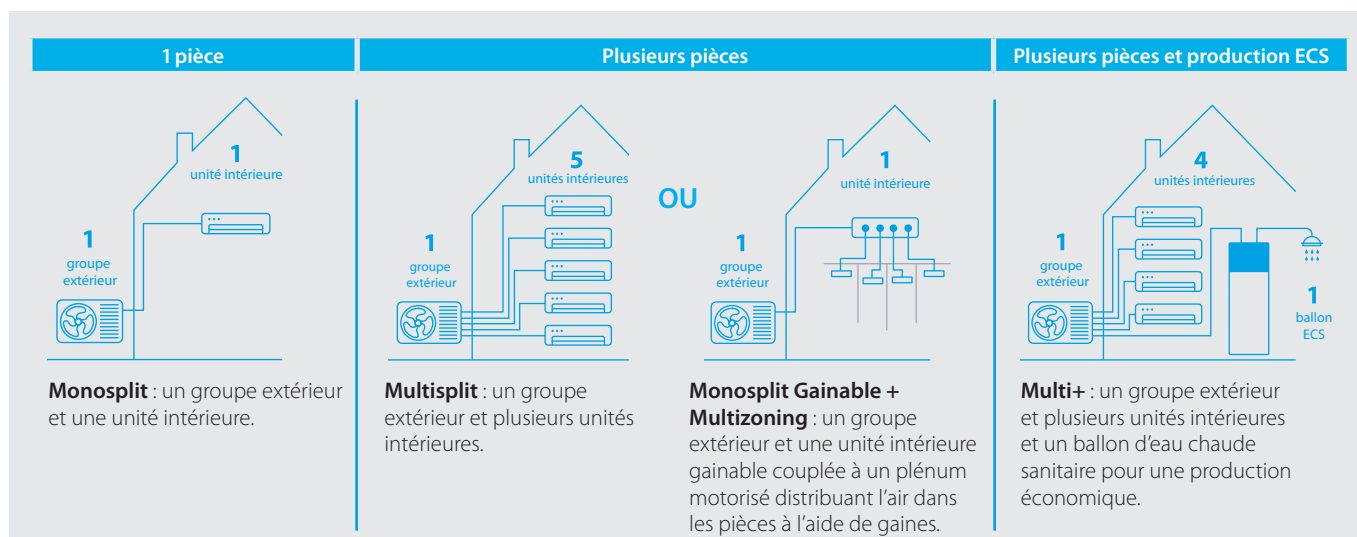 1 pièce
Plusieurs pièces
Plusieurs pièces et production ECS
1
unité intérieure
1
groupe
extérieur
5
unités intérieures
1
groupe
extérieur
OU
1
unité intérieure
1
groupe
extérieur
4
unités intérieures
1
groupe
extérieur
1
ballon
ECS
Monosplit : un groupe extérieur
et une unité intérieure.
Multisplit : un groupe
extérieur et plusieurs unités
intérieures.
Monosplit Gainable +
Multizoning : un groupe
extérieur et une unité intérieure
gainable couplée à un plénum
motorisé distribuant l’air dans
les pièces à l’aide de gaines.
Multi+ : un groupe extérieur
et plusieurs unités intérieures
et un ballon d’eau chaude
sanitaire pour une production
économique.